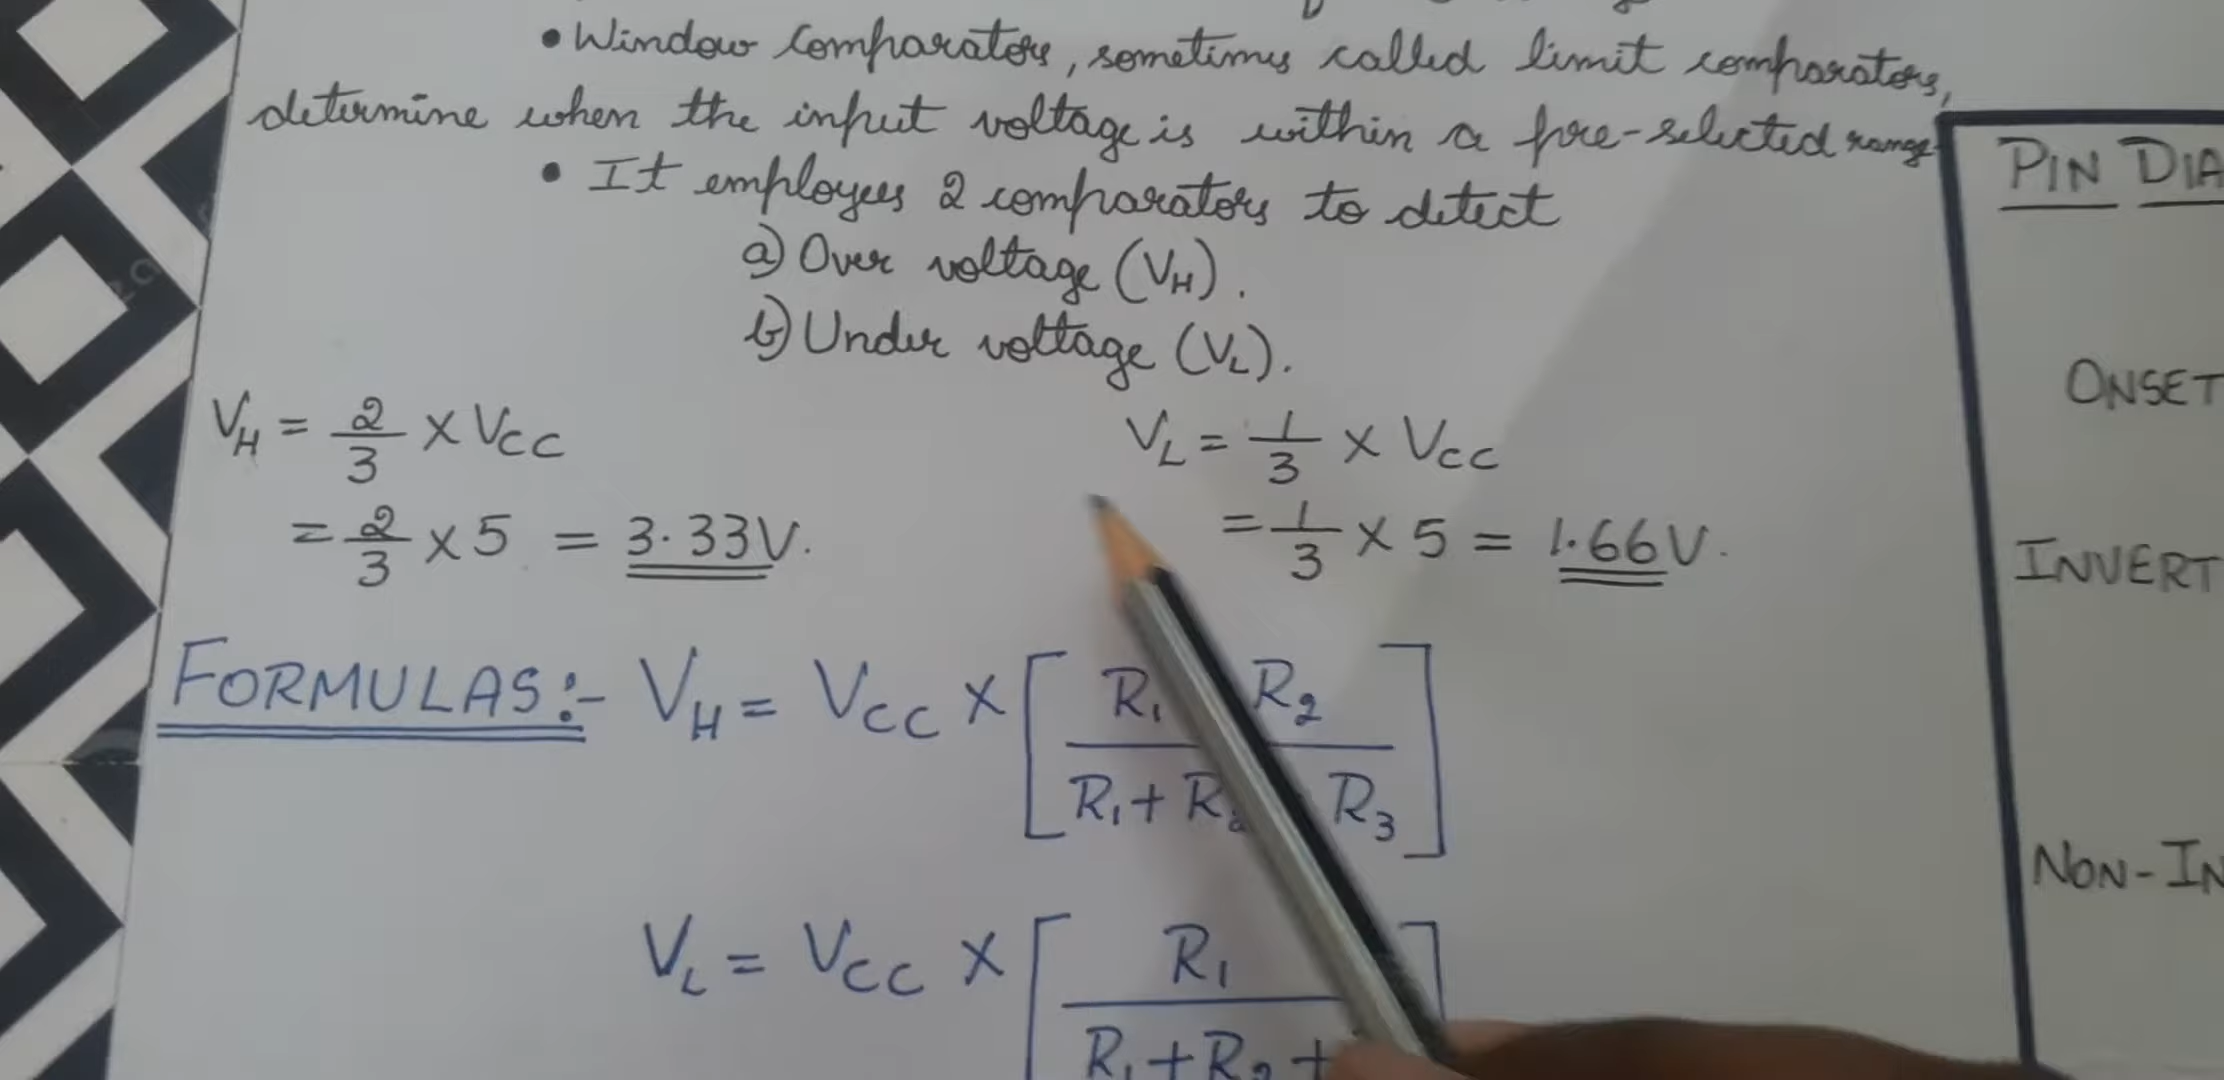 • Window comparators, sometimes called limit comparators,
determine when the input voltage is within a pre-selected range
• It employees 2 comparators to detect
a) Over voltage (VH).
b) Under voltage (VL).
VH = 2/3 × VCC
= 2/3 × 5 = 3.33V.
VL = 1/3 × VCC
= 1/3 × 5 = 1.66V.
FORMULAS:- VH = VCC × [R1 R2 / R1 + R2 R3]
VL = VCC × [R1 / R1 + R2 +
PIN
ONSET
INVERT